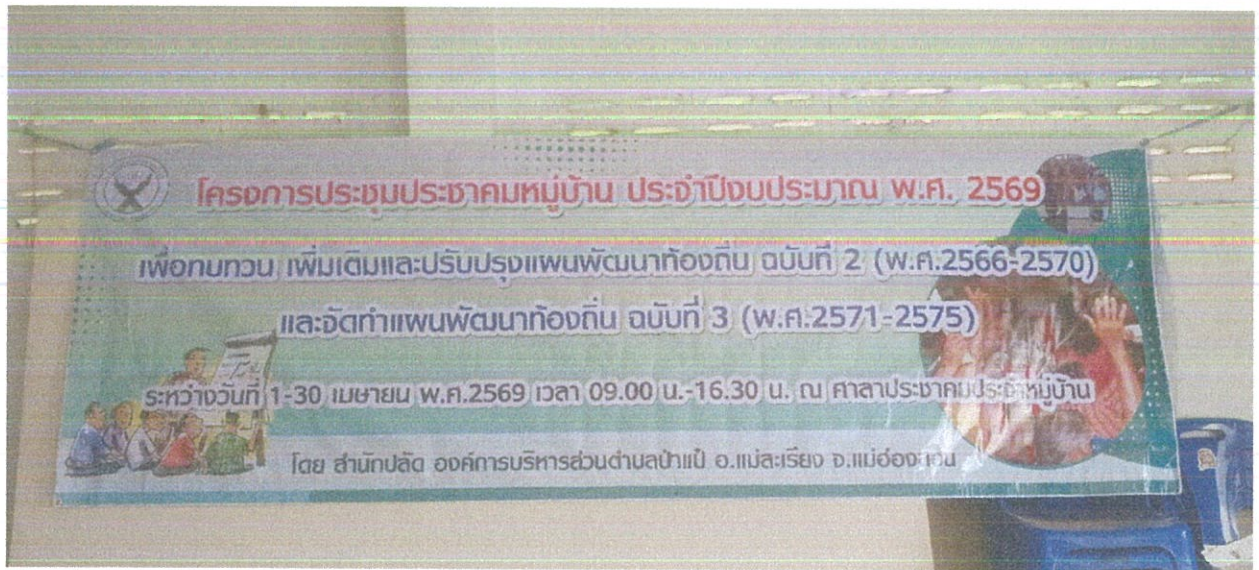 โครงการประชุมประชาคมหมู่บ้าน ประจำปีงบประมาณ พ.ศ. 2569
เพื่อทบทวน เพิ่มเติมและปรับปรุงแผนพัฒนาท้องถิ่น ฉบับที่ 2 (พ.ศ.2566-2570)
และจัดทำแผนพัฒนาท้องถิ่น ฉบับที่ 3 (พ.ศ.2571-2575)
ระหว่างวันที่ 1-30 เมษายน พ.ศ.2569 เวลา 09.00 น.-16.30 น. ณ ศาลาประชาคมประจำหมู่บ้าน
โดย สำนักปลัด องค์การบริหารส่วนตำบลป่าแป๋ อ.แม่สะเรียง จ.แม่ฮ่องสอน